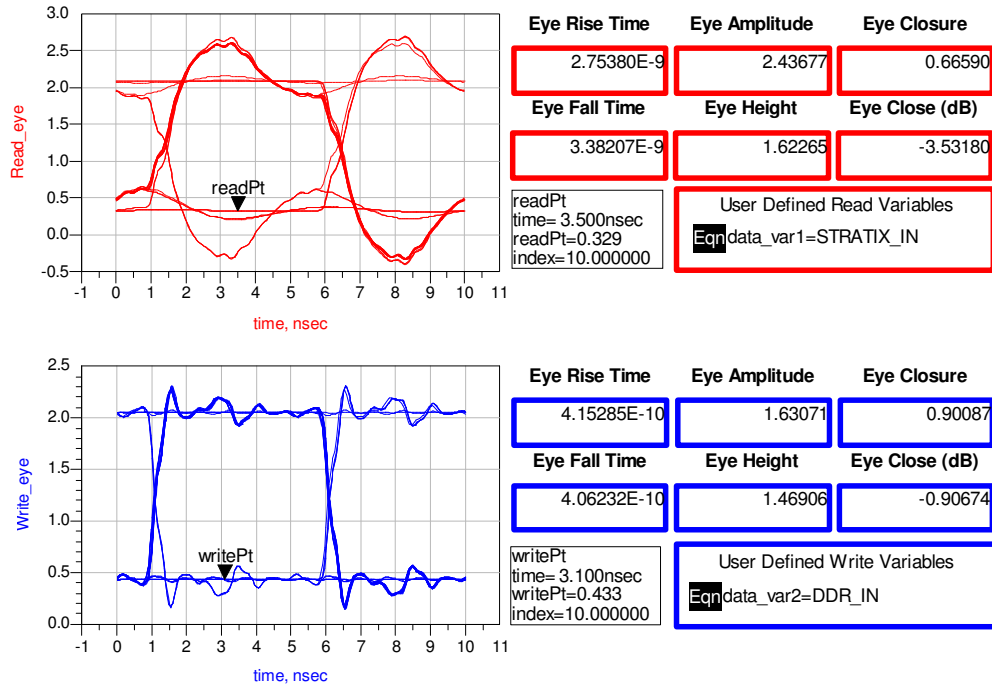 Eye Rise Time Eye Amplitude Eye Closure
2.75380E-9 2.43677 0.66590
Eye Fall Time Eye Height Eye Close (dB)
3.38207E-9 1.62265 -3.53180
3.0
2.5
2.0
1.5
1.0
0.5
0.0
-0.5
Read_eye
readPt
-1 0 1 2 3 4 5 6 7 8 9 10 11
time, nsec
readPt
time= 3.500nsec
readPt=0.329
index=10.000000
User Defined Read Variables
Eqn data_var1=STRATIX_IN
2.5
2.0
1.5
1.0
0.5
0.0
Write_eye
writePt
-1 0 1 2 3 4 5 6 7 8 9 10 11
time, nsec
Eye Rise Time Eye Amplitude Eye Closure
4.15285E-10 1.63071 0.90087
Eye Fall Time Eye Height Eye Close (dB)
4.06232E-10 1.46906 -0.90674
writePt
time= 3.100nsec
writePt=0.433
index=10.000000
User Defined Write Variables
Eqn data_var2=DDR_IN